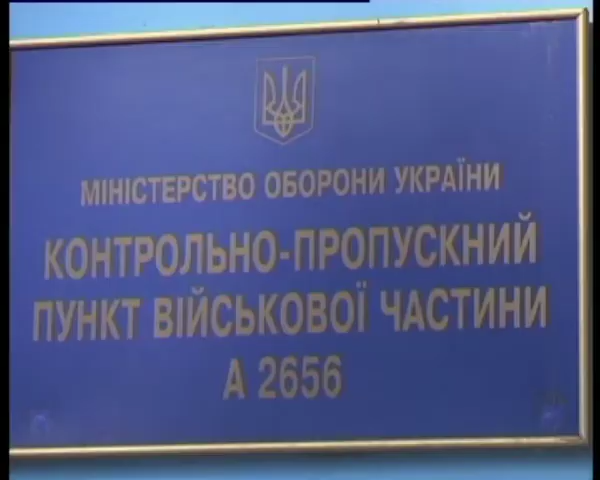 МІНІСТЕРСТВО ОБОРОНИ УКРАЇНИ
КОНТРОЛЬНО-ПРОПУСКНИЙ
ПУНКТ ВІЙСЬКОВОЇ ЧАСТИНИ
А 2656